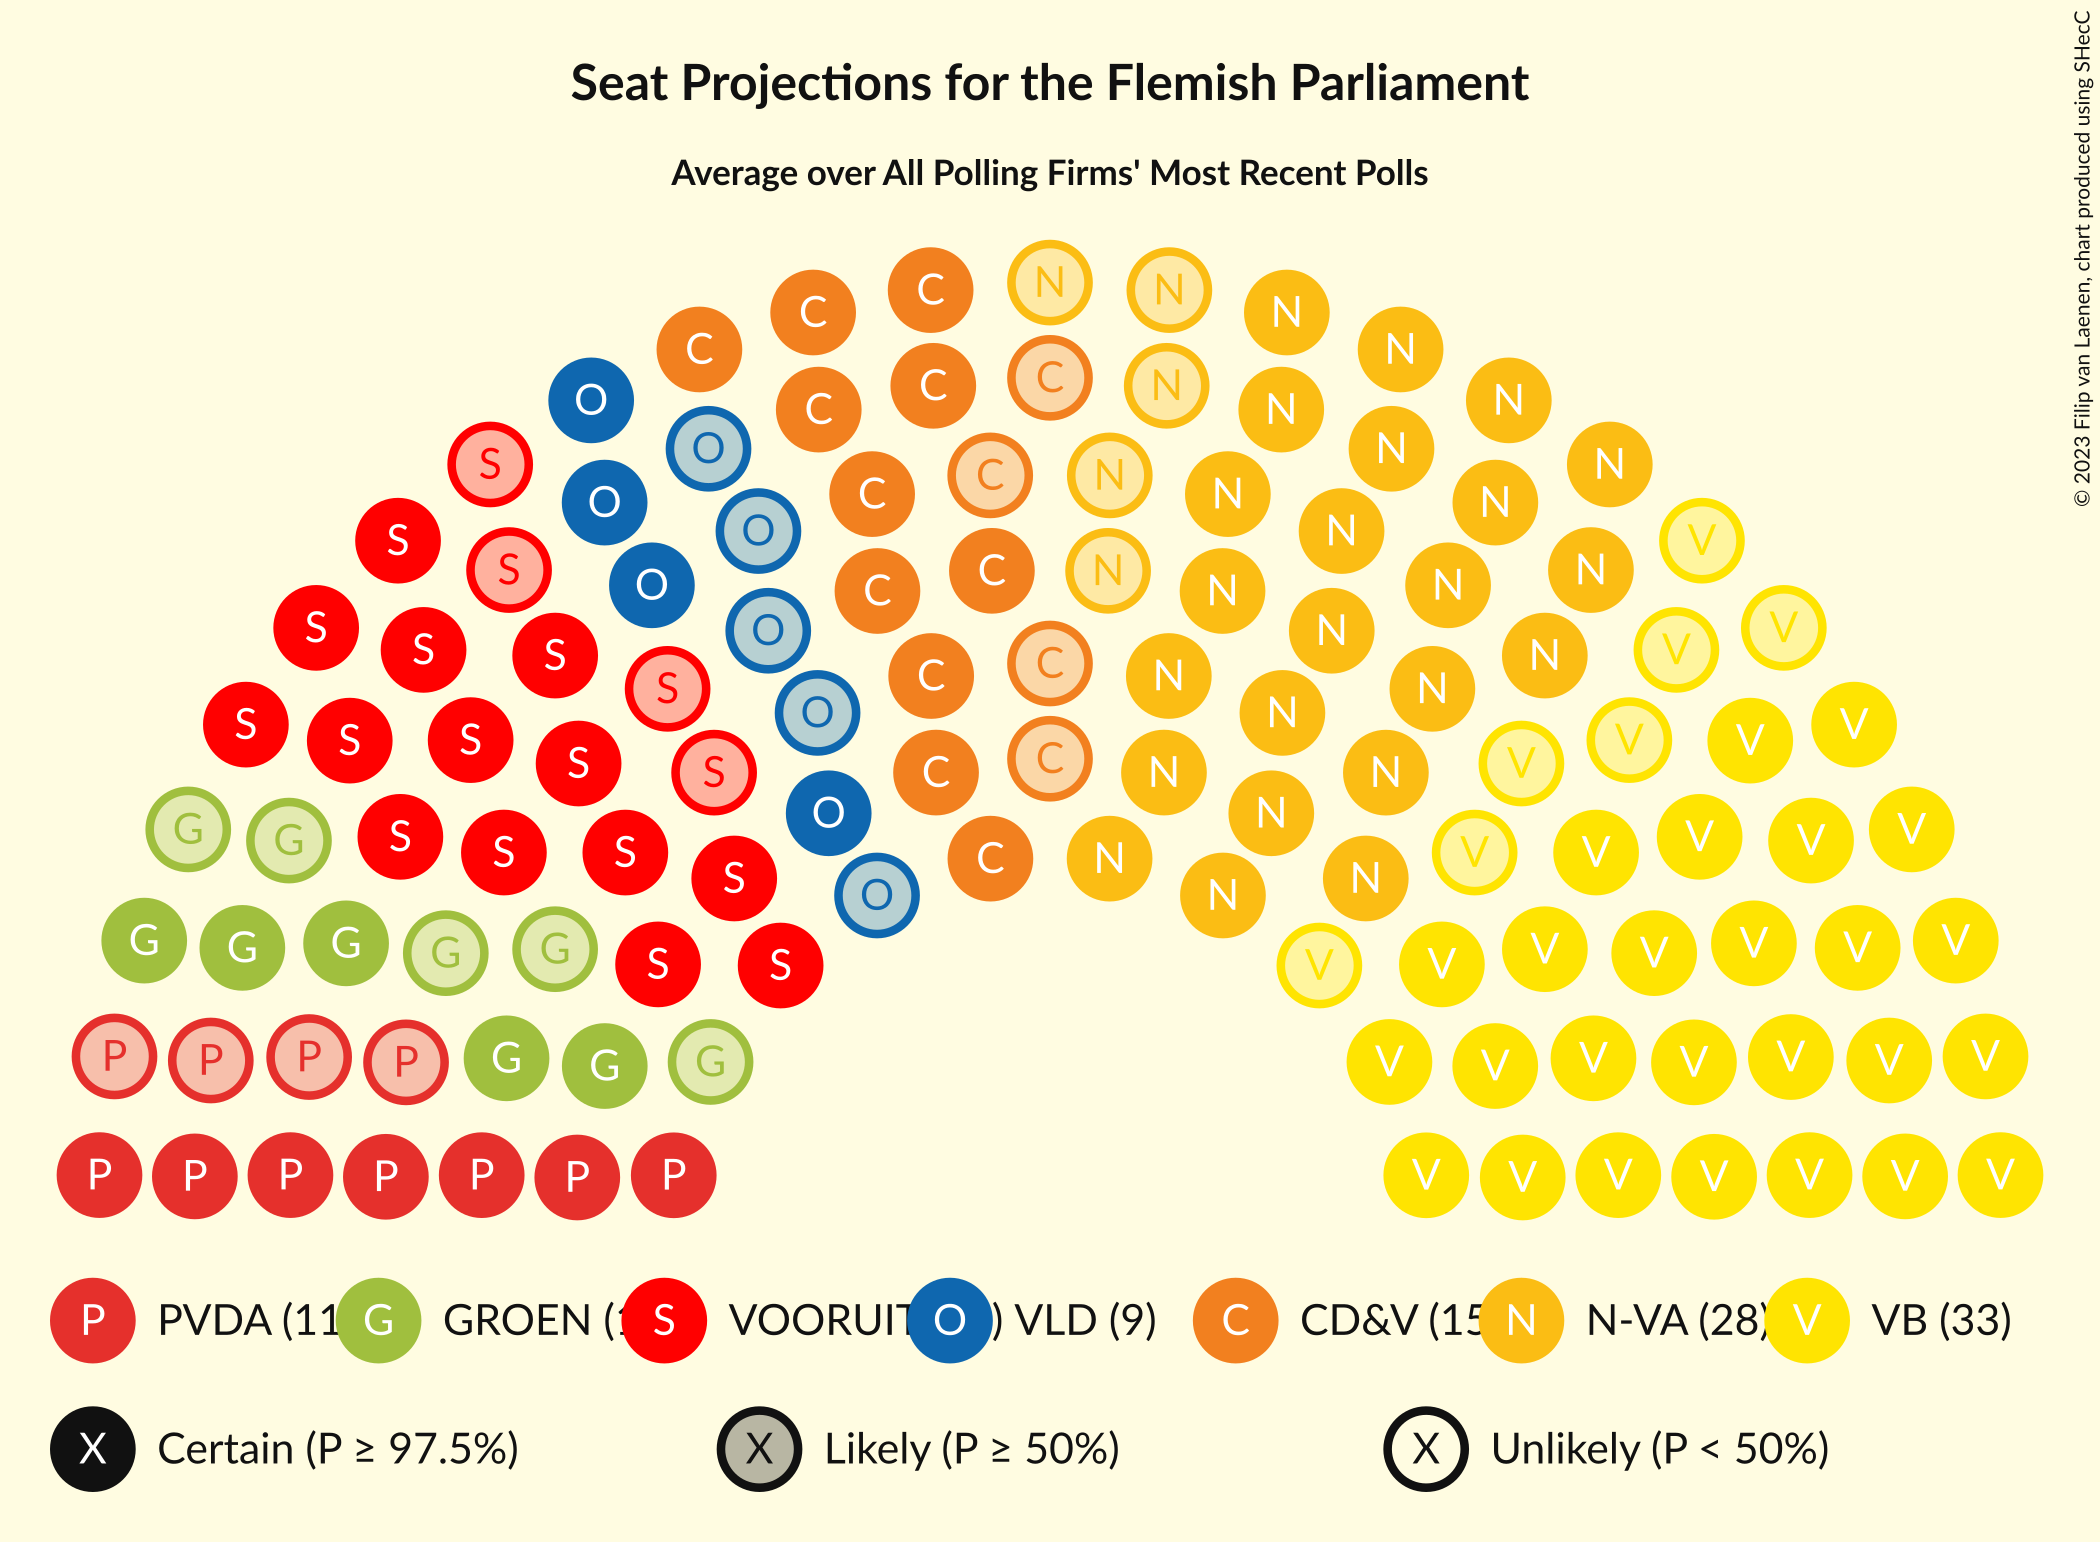 Seat Projections for the Flemish Parliament
Average over All Polling Firms' Most Recent Polls
© 2023 Filip van Laenen, chart produced using SHecC
C C N N N
O C C C C N N N N
S O O C C N N N N N
S S O O C C N N N N N V
S S S S O C C N N N N V V
S S S S S O C C N N N V V V V
G G S S S S O O C N N N N V V V V V
G G G G G S S V V V V V V V
P P P P G G G V V V V V V V
P P P P P P P V V V V V V V
P PVDA (11 G GROEN ( S VOORUIT O ) VLD (9) C CD&V (15 N N-VA (28) V VB (33)
X Certain (P ≥ 97.5%) X Likely (P ≥ 50%) X Unlikely (P < 50%)